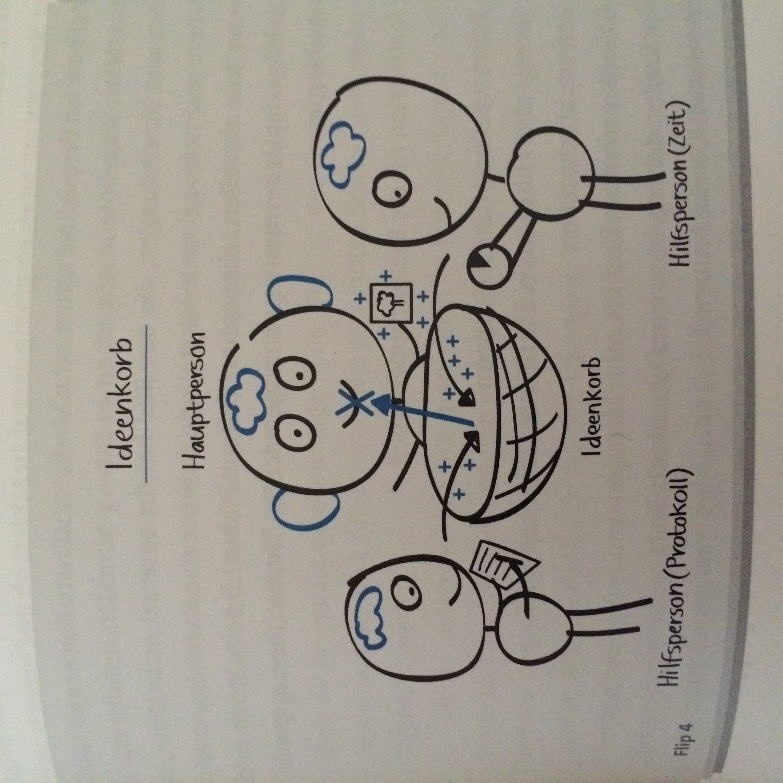 Ideenkorb
Hauptperson
Ideenkorb
Hilfsperson (Protokoll)
Hilfsperson (Zeit)
Flip 4